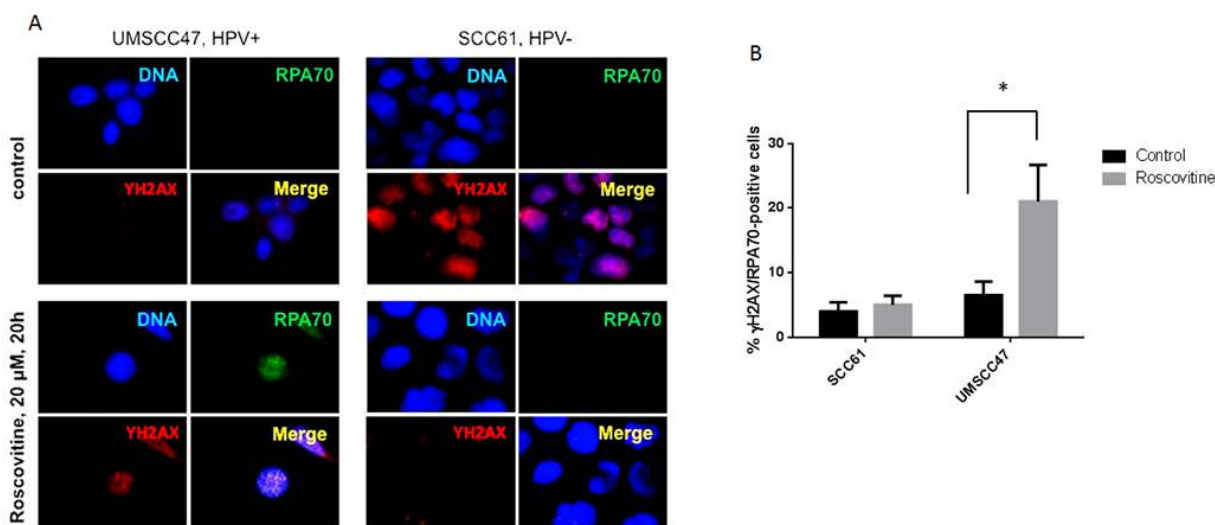 A
UMSCC47, HPV+
SCC61, HPV-
control
DNA
RPA70
DNA
RPA70
YH2AX
Merge
YH2AX
Merge
Roscovitine, 20 µM, 20h
DNA
RPA70
DNA
RPA70
YH2AX
Merge
YH2AX
Merge
B
% γH2AX/RPA70-positive cells
30
20
10
0
*
SCC61
UMSCC47
Control
Roscovitine